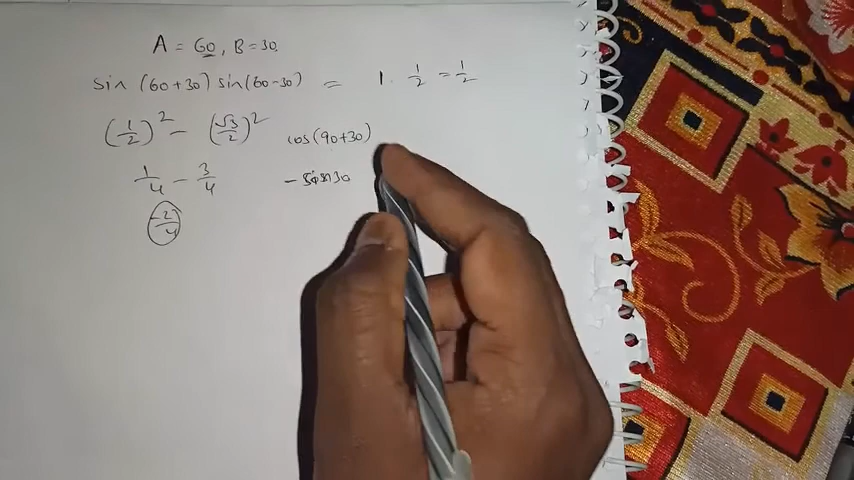 A = 60, B = 30.
sin (60+30) sin(60-30) = 1. 1/2 = 1/2
(1/2)² - (√3/2)² cos(90+30)
1/4 - 3/4 - sin30
-2/4